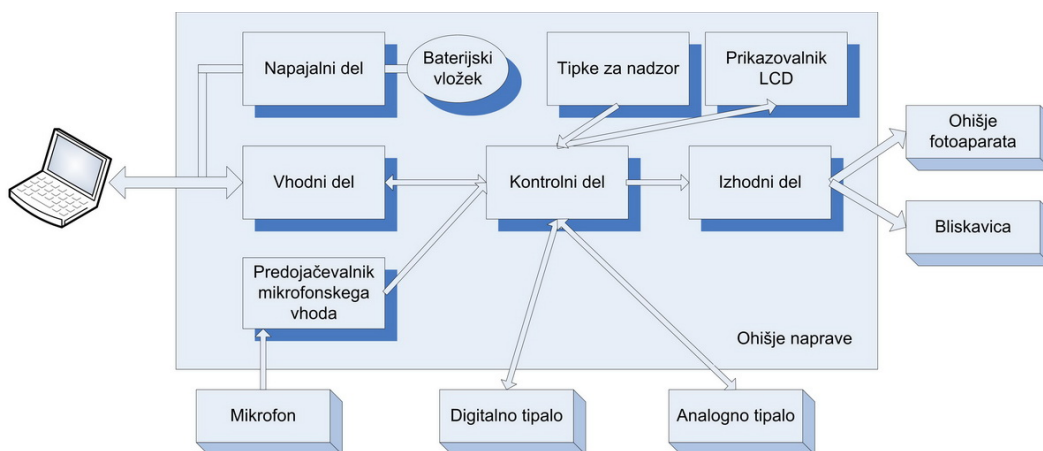 Napajalni del
Baterijski
vložek
Tipke za nadzor
Prikazovalnik
LCD
Ohišje
fotoaparata
Vhodni del
Kontrolni del
Izhodni del
Bliskavica
Predojačevalnik
mikrofonskega
vhoda
Ohišje naprave
Mikrofon
Digitalno tipalo
Analogno tipalo